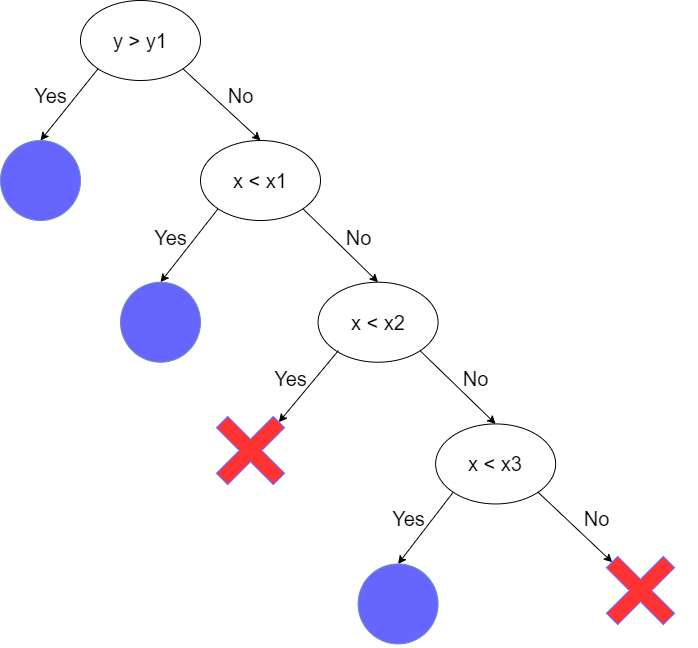 y > y1
Yes
No
x < x1
Yes
No
x < x2
Yes
No
x < x3
Yes
No